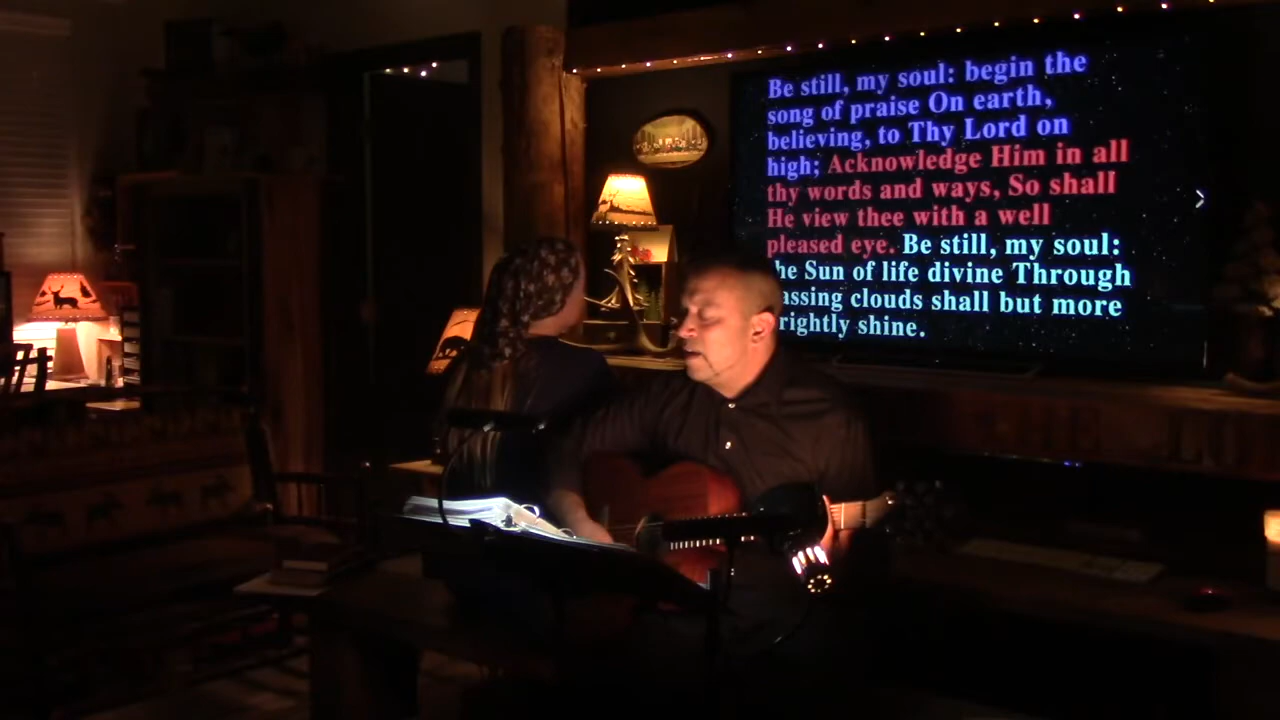 Be still, my soul: begin the
song of praise On earth,
believing, to Thy Lord on
high; Acknowledge Him in all
thy words and ways, So shall
He view thee with a well
pleased eye. Be still, my soul:
he Sun of life divine Through
assing clouds shall but more
rightly shine.